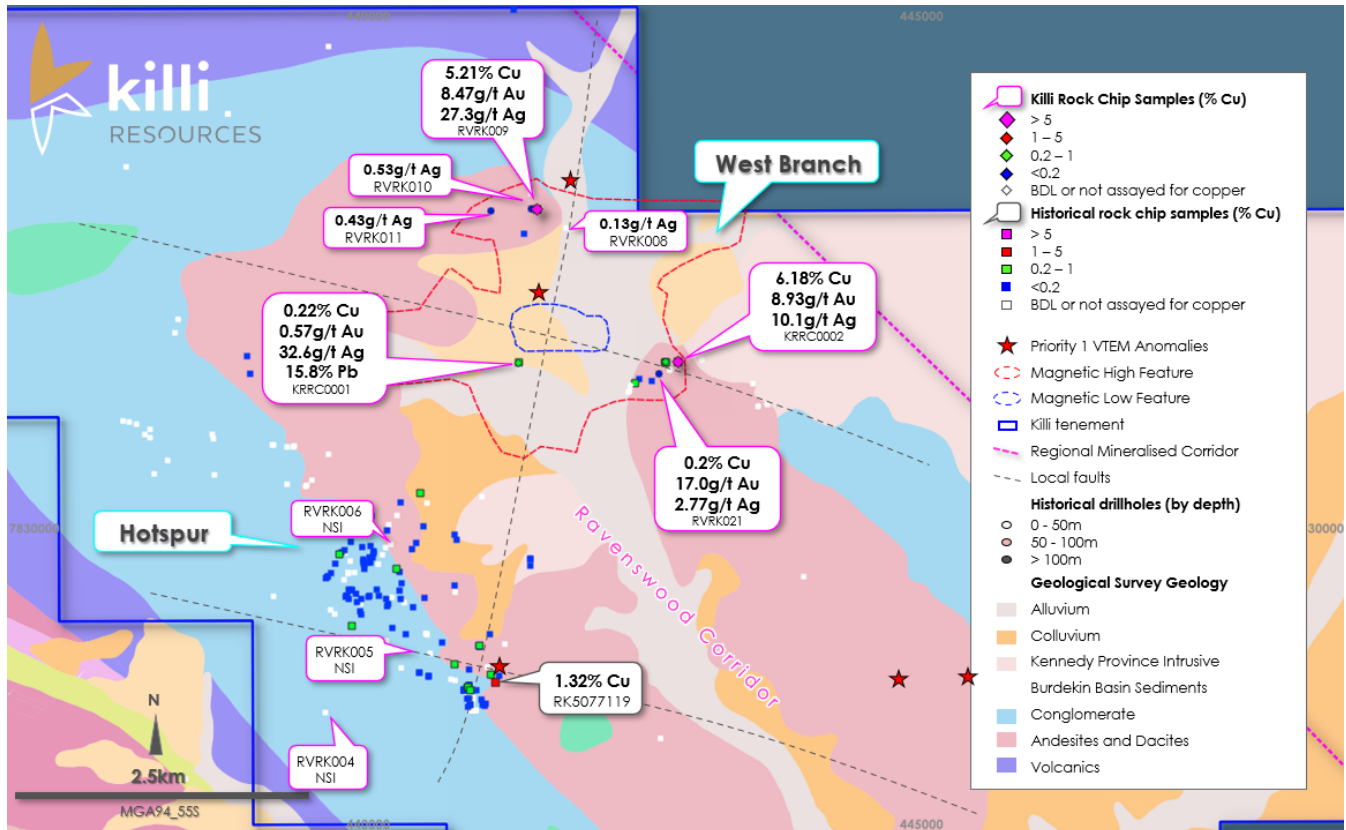 440000
445000
killi
RESOURCES
5.21% Cu
8.47g/t Au
27.3g/t Ag
RVRK009
0.53g/t Ag
RVRK010
0.43g/t Ag
RVRK011
0.13g/t Ag
RVRK008
West Branch
6.18% Cu
8.93g/t Au
10.1g/t Ag
KRRC0002
0.22% Cu
0.57g/t Au
32.6g/t Ag
15.8% Pb
KRRC0001
0.2% Cu
17.0g/t Au
2.77g/t Ag
RVRK021
RVRK006
NSI
7830000
30000
Hotspur
Ravenswood Corridor
RVRK005
NSI
1.32% Cu
RK5077119
RVRK004
NSI
N
2.5km
MGA94_55S
440000
445000
Killi Rock Chip Samples (% Cu)
> 5
1 – 5
0.2 – 1
<0.2
BDL or not assayed for copper
Historical rock chip samples (% Cu)
> 5
1 – 5
0.2 – 1
<0.2
BDL or not assayed for copper
Priority 1 VTEM Anomalies
Magnetic High Feature
Magnetic Low Feature
Killi tenement
Regional Mineralised Corridor
Local faults
Historical drillholes (by depth)
0 - 50m
50 - 100m
> 100m
Geological Survey Geology
Alluvium
Colluvium
Kennedy Province Intrusive
Burdekin Basin Sediments
Conglomerate
Andesites and Dacites
Volcanics